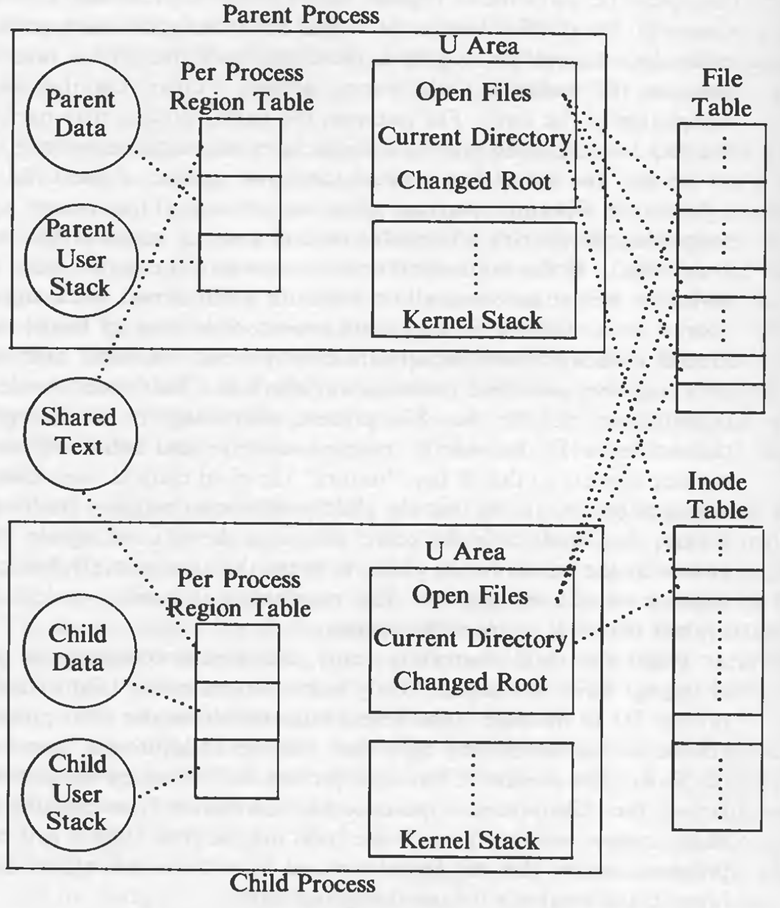 Parent Process
U Area
Per Process
Region Table
File
Table
Parent
Data
Open Files
Current Directory
Changed Root
Parent
User
Stack
Kernel Stack
Shared
Text
Inode
Table
U Area
Per Process
Region Table
Open Files
Current Directory
Changed Root
Child
Data
Child
User
Stack
Kernel Stack
Child Process